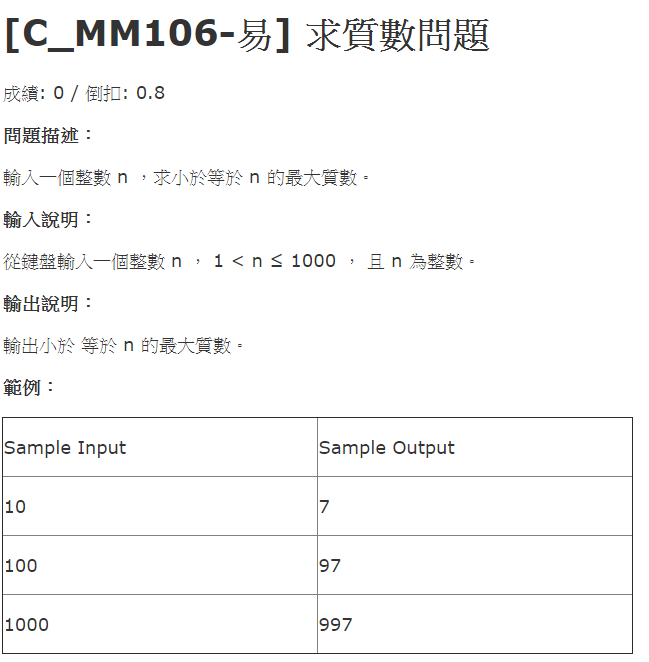 [C_MM106-易] 求質數問題
成績: 0 / 倒扣: 0.8
問題描述：
輸入一個整數 n ，求小於等於 n 的最大質數。
輸入說明：
從鍵盤輸入一個整數 n ， 1 < n ≤ 1000 ， 且 n 為整數。
輸出說明：
輸出小於 等於 n 的最大質數。
範例：
Sample Input Sample Output
10 7
100 97
1000 997